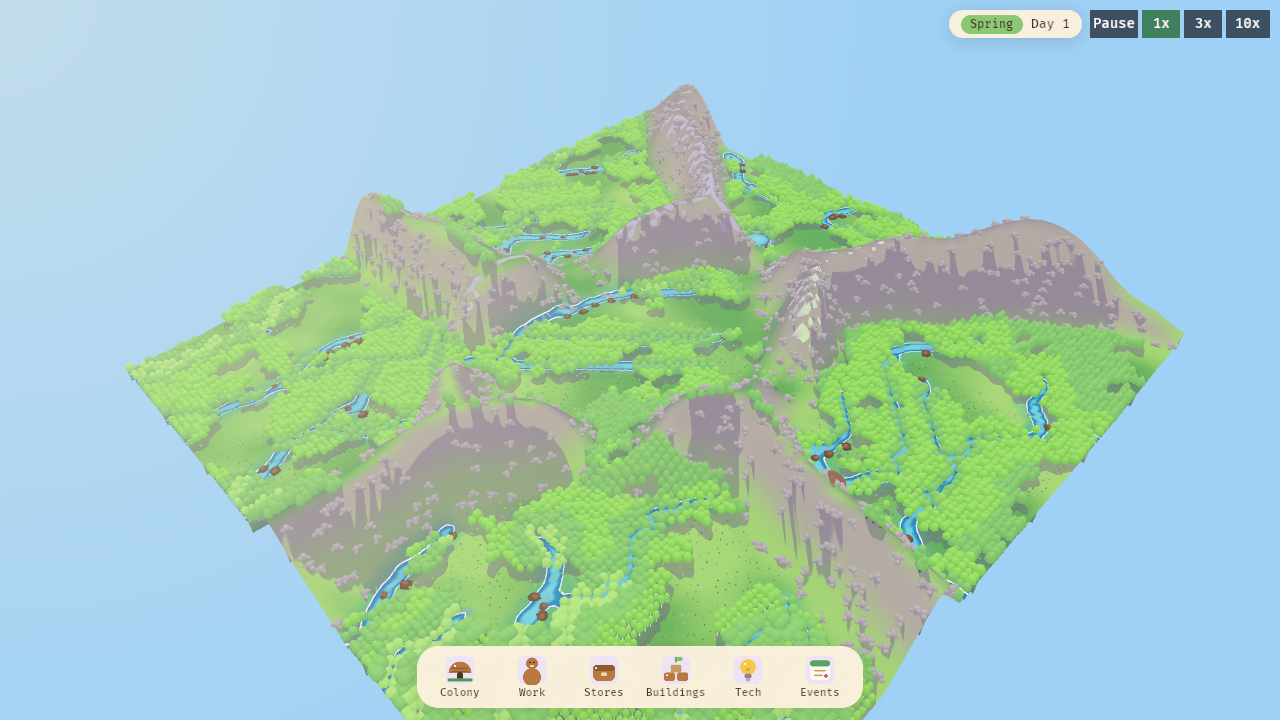 Spring Day 1 Pause 1x 3x 10x
Colony Work Stores Buildings Tech Events